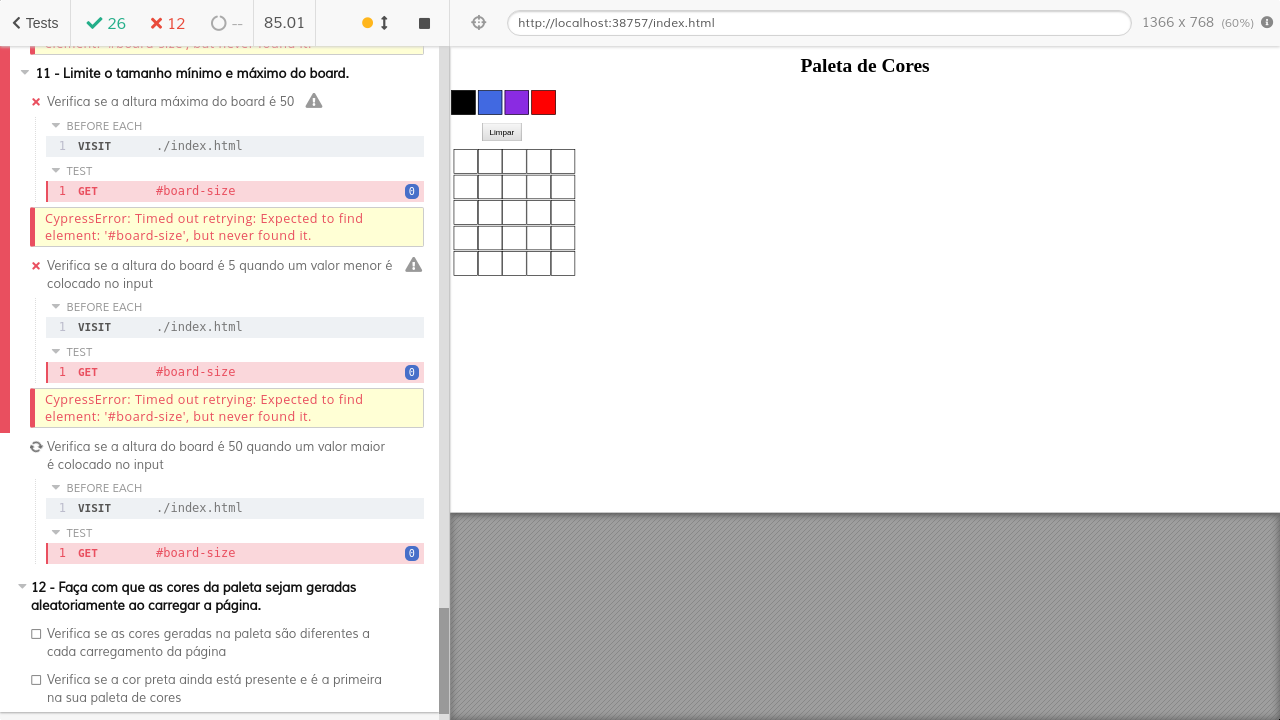 Tests
26
12
--
85.01
http://localhost:38757/index.html
1366 x 768 (60%)
element: '#board-size', but never found it.
11 - Limite o tamanho mínimo e máximo do board.
Verifica se a altura máxima do board é 50
BEFORE EACH
1 VISIT ./index.html
TEST
1 GET #board-size 0
CypressError: Timed out retrying: Expected to find
element: '#board-size', but never found it.
Verifica se a altura do board é 5 quando um valor menor é
colocado no input
BEFORE EACH
1 VISIT ./index.html
TEST
1 GET #board-size 0
CypressError: Timed out retrying: Expected to find
element: '#board-size', but never found it.
Verifica se a altura do board é 50 quando um valor maior
é colocado no input
BEFORE EACH
1 VISIT ./index.html
TEST
1 GET #board-size 0
12 - Faça com que as cores da paleta sejam geradas
aleatoriamente ao carregar a página.
Verifica se as cores geradas na paleta são diferentes a
cada carregamento da página
Verifica se a cor preta ainda está presente e é a primeira
na sua paleta de cores
Paleta de Cores
Limpar